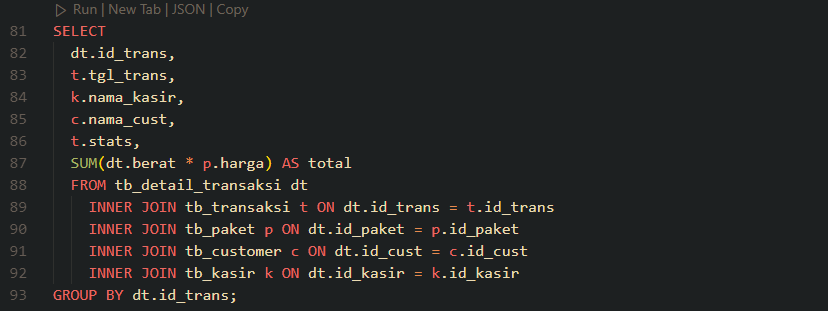 Run | New Tab | JSON | Copy
81 SELECT
82 dt.id_trans,
83 t.tgl_trans,
84 k.nama_kasir,
85 c.nama_cust,
86 t.stats,
87 SUM(dt.berat * p.harga) AS total
88 FROM tb_detail_transaksi dt
89 INNER JOIN tb_transaksi t ON dt.id_trans = t.id_trans
90 INNER JOIN tb_paket p ON dt.id_paket = p.id_paket
91 INNER JOIN tb_customer c ON dt.id_cust = c.id_cust
92 INNER JOIN tb_kasir k ON dt.id_kasir = k.id_kasir
93 GROUP BY dt.id_trans;